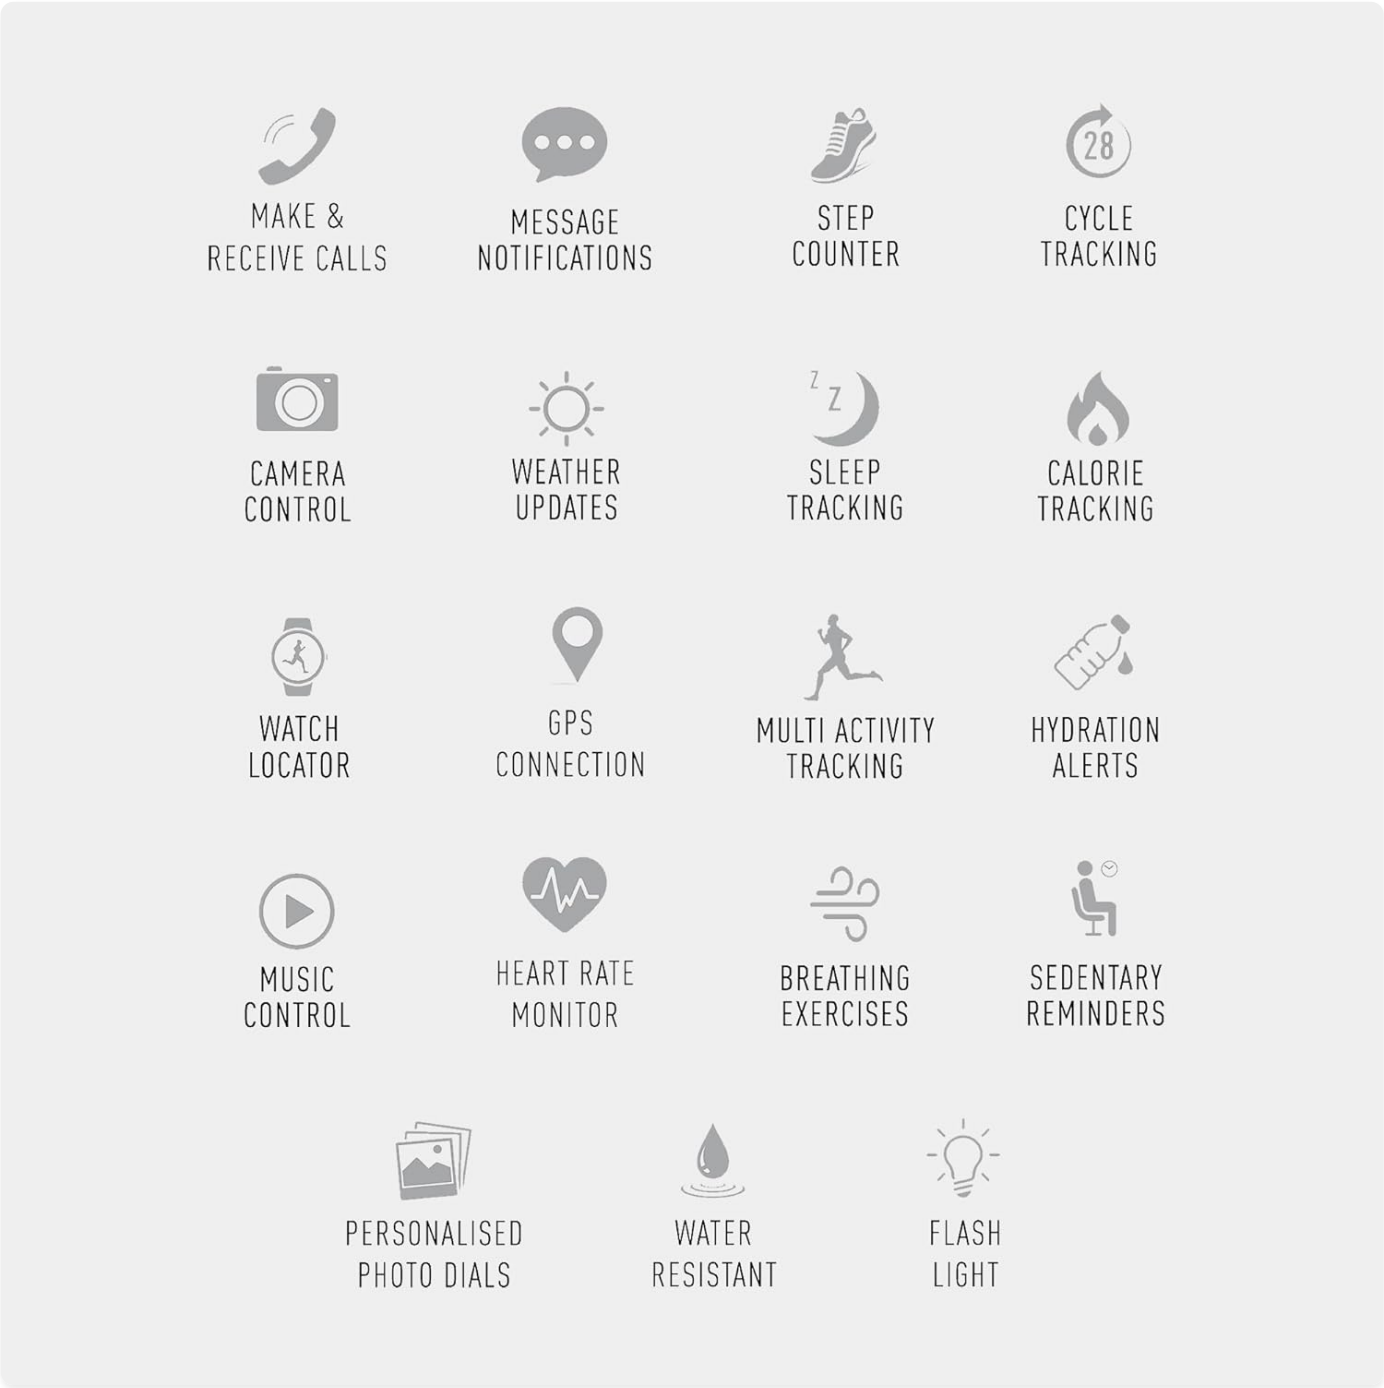 MAKE &
RECEIVE CALLS
MESSAGE
NOTIFICATIONS
STEP
COUNTER
28
CYCLE
TRACKING
CAMERA
CONTROL
WEATHER
UPDATES
Z
Z
SLEEP
TRACKING
CALORIE
TRACKING
WATCH
LOCATOR
GPS
CONNECTION
MULTI ACTIVITY
TRACKING
HYDRATION
ALERTS
MUSIC
CONTROL
HEART RATE
MONITOR
BREATHING
EXERCISES
SEDENTARY
REMINDERS
PERSONALISED
PHOTO DIALS
WATER
RESISTANT
FLASH
LIGHT